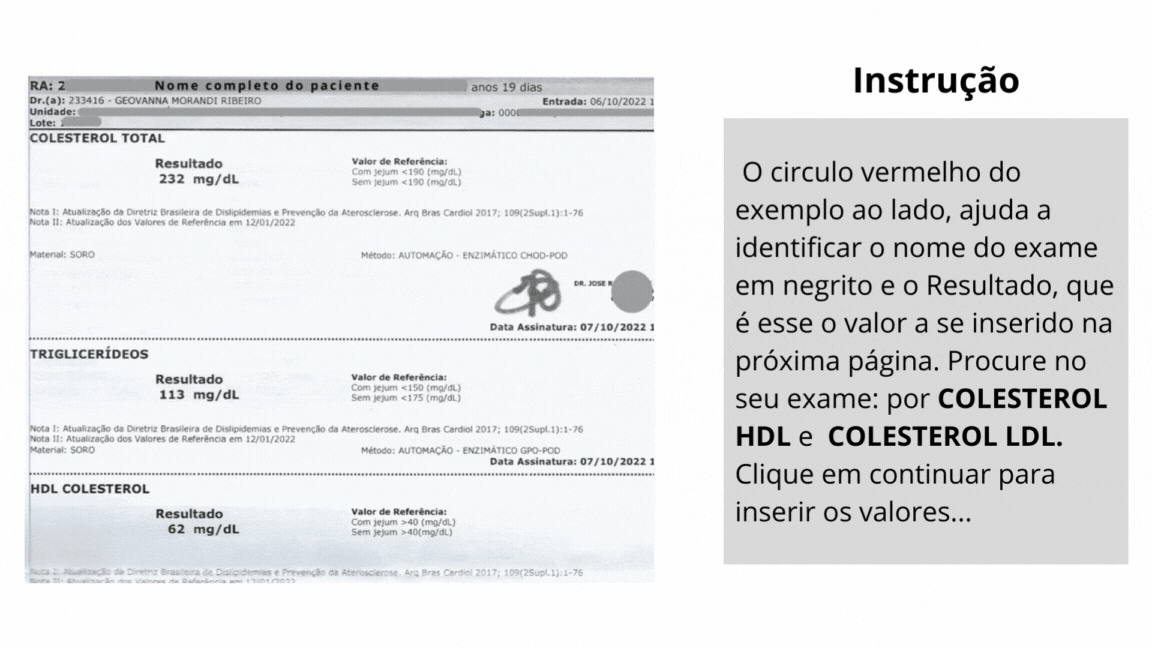 RA: 2 Nome completo do paciente anos 19 dias
Dr.(a): 233416 - GEOVANNA MORANDI RIBEIRO Entrada: 06/10/2022 1
Unidade: ga: 000
Lote:
COLESTEROL TOTAL
Resultado Valor de Referência:
232 mg/dL Com jejum <190 (mg/dL)
Sem jejum <190 (mg/dL)
Nota I: Atualização da Diretriz Brasileira de Dislipidemias e Prevenção da Aterosclerose. Arq Bras Cardiol 2017; 109(2Supl.1):1-76
Nota II: Atualização dos Valores de Referência em 12/01/2022
Material: SORO Método: AUTOMAÇÃO - ENZIMÁTICO CHOD-POD
DR. JOSE R
Data Assinatura: 07/10/2022 1
TRIGLICERÍDEOS
Resultado Valor de Referência:
113 mg/dL Com jejum <150 (mg/dL)
Sem jejum <175 (mg/dL)
Nota I: Atualização da Diretriz Brasileira de Dislipidemias e Prevenção da Aterosclerose. Arq Bras Cardiol 2017; 109(2Supl.1):1-76
Nota II: Atualização dos Valores de Referência em 12/01/2022
Material: SORO Método: AUTOMAÇÃO - ENZIMÁTICO GPO-POD
Data Assinatura: 07/10/2022 1
HDL COLESTEROL
Resultado Valor de Referência:
62 mg/dL Com jejum >40 (mg/dL)
Sem jejum >40(mg/dL)
Nota I: Atualização da Diretriz Brasileira de Dislipidemias e Prevenção da Aterosclerose. Arq Bras Cardiol 2017; 109(2Supl.1):1-76
Nota II: Atualização dos Valores de Referência em 12/01/2022
Instrução
O circulo vermelho do
exemplo ao lado, ajuda a
identificar o nome do exame
em negrito e o Resultado, que
é esse o valor a se inserido na
próxima página. Procure no
seu exame: por COLESTEROL
HDL e COLESTEROL LDL.
Clique em continuar para
inserir os valores...